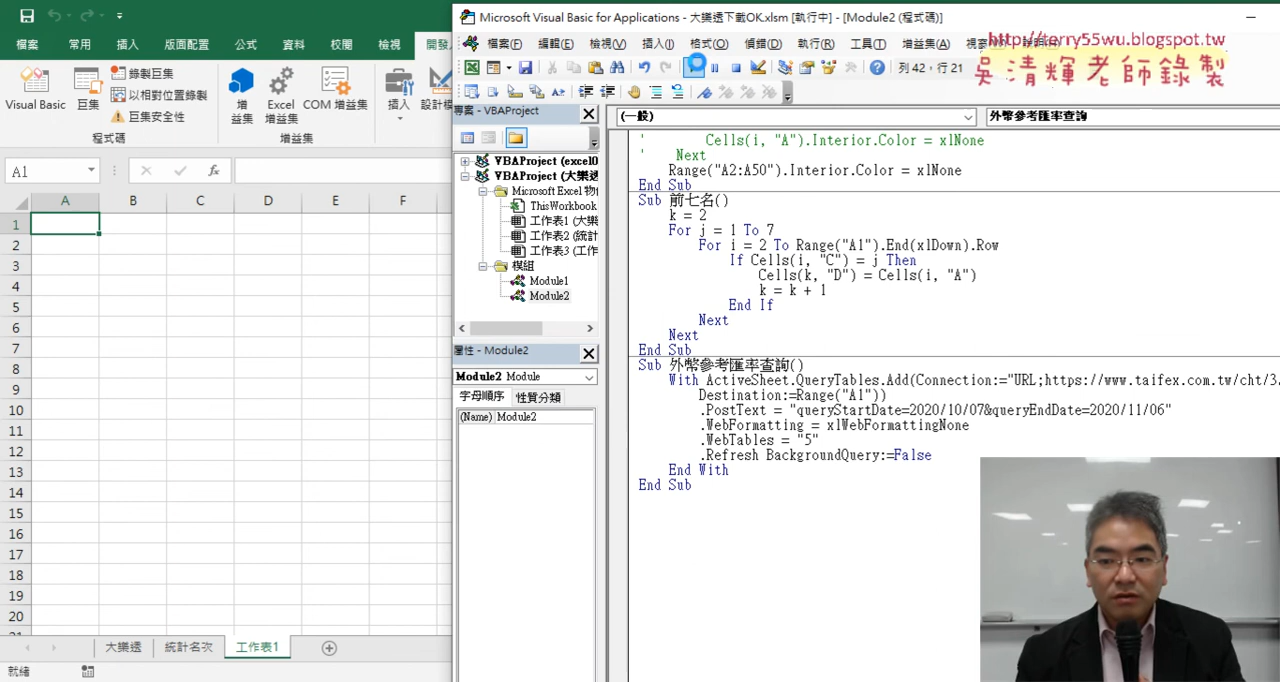 Microsoft Visual Basic for Applications - 大樂透下載OK.xlsm [執行中] - [Module2 (程式碼)]
檔案 常用 插入 版面配置 公式 資料 校閱 檢視 開發
檔案(F) 編輯(E) 檢視(V) 插入(I) 格式(O) 偵錯(D) 執行(R) 工具(T) 增益集(A)
http://terry55wu.blogspot.tw
吳清輝老師錄製
列 42，行 21
Visual Basic 巨集
錄製巨集
以相對位置錄製
巨集安全性
增益集
Excel 增益集
COM 增益集
插入
程式碼
增益集
專案 - VBAProject
(一般)
外幣參考匯率查詢
A1
fx
A B C D E F
1
2
3
4
5
6
7
8
9
10
11
12
13
14
15
16
17
18
19
20
VBAProject (excel0
VBAProject (大樂
Microsoft Excel 物
ThisWorkbook
工作表1 (大樂
工作表2 (統計
工作表3 (工作
模組
Module1
Module2
屬性 - Module2
Module2 Module
字母順序 性質分類
(Name) Module2
' Cells(i, "A").Interior.Color = xlNone
' Next
Range("A2:A50").Interior.Color = xlNone
End Sub
Sub 前七名()
k = 2
For j = 1 To 7
For i = 2 To Range("A1").End(xlDown).Row
If Cells(i, "C") = j Then
Cells(k, "D") = Cells(i, "A")
k = k + 1
End If
Next
Next
End Sub
Sub 外幣參考匯率查詢()
With ActiveSheet.QueryTables.Add(Connection:="URL;https://www.taifex.com.tw/cht/3.
Destination:=Range("A1"))
.PostText = "queryStartDate=2020/10/07&queryEndDate=2020/11/06"
.WebFormatting = xlWebFormattingNone
.WebTables = "5"
.Refresh BackgroundQuery:=False
End With
End Sub
大樂透 統計名次 工作表1
就緒